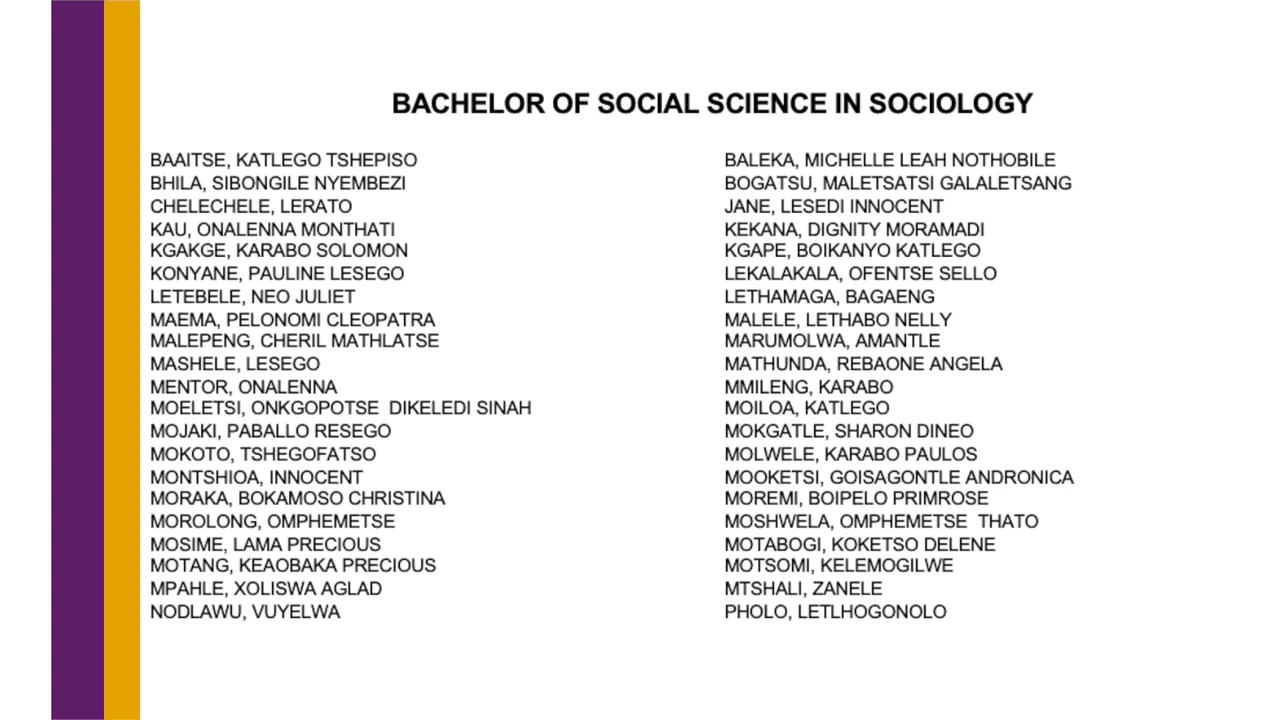 BACHELOR OF SOCIAL SCIENCE IN SOCIOLOGY
BAAITSE, KATLEGO TSHEPISO
BHILA, SIBONGILE NYEMBEZI
CHELECHELE, LERATO
KAU, ONALENNA MONTHATI
KGAKGE, KARABO SOLOMON
KONYANE, PAULINE LESEGO
LETEBELE, NEO JULIET
MAEMA, PELONOMI CLEOPATRA
MALEPENG, CHERIL MATHLATSE
MASHELE, LESEGO
MENTOR, ONALENNA
MOELETSI, ONKGOPOTSE  DIKELEDI SINAH
MOJAKI, PABALLO RESEGO
MOKOTO, TSHEGOFATSO
MONTSHIOA, INNOCENT
MORAKA, BOKAMOSO CHRISTINA
MOROLONG, OMPHEMETSE
MOSIME, LAMA PRECIOUS
MOTANG, KEAOBAKA PRECIOUS
MPAHLE, XOLISWA AGLAD
NODLAWU, VUYELWA
BALEKA, MICHELLE LEAH NOTHOBILE
BOGATSU, MALETSATSI GALALETSANG
JANE, LESEDI INNOCENT
KEKANA, DIGNITY MORAMADI
KGAPE, BOIKANYO KATLEGO
LEKALAKALA, OFENTSE SELLO
LETHAMAGA, BAGAENG
MALELE, LETHABO NELLY
MARUMOLWA, AMANTLE
MATHUNDA, REBAONE ANGELA
MMILENG, KARABO
MOILOA, KATLEGO
MOKGATLE, SHARON DINEO
MOLWELE, KARABO PAULOS
MOOKETSI, GOISAGONTLE ANDRONICA
MOREMI, BOIPELO PRIMROSE
MOSHWELA, OMPHEMETSE  THATO
MOTABOGI, KOKETSO DELENE
MOTSOMI, KELEMOGILWE
MTSHALI, ZANELE
PHOLO, LETLHOGONOLO